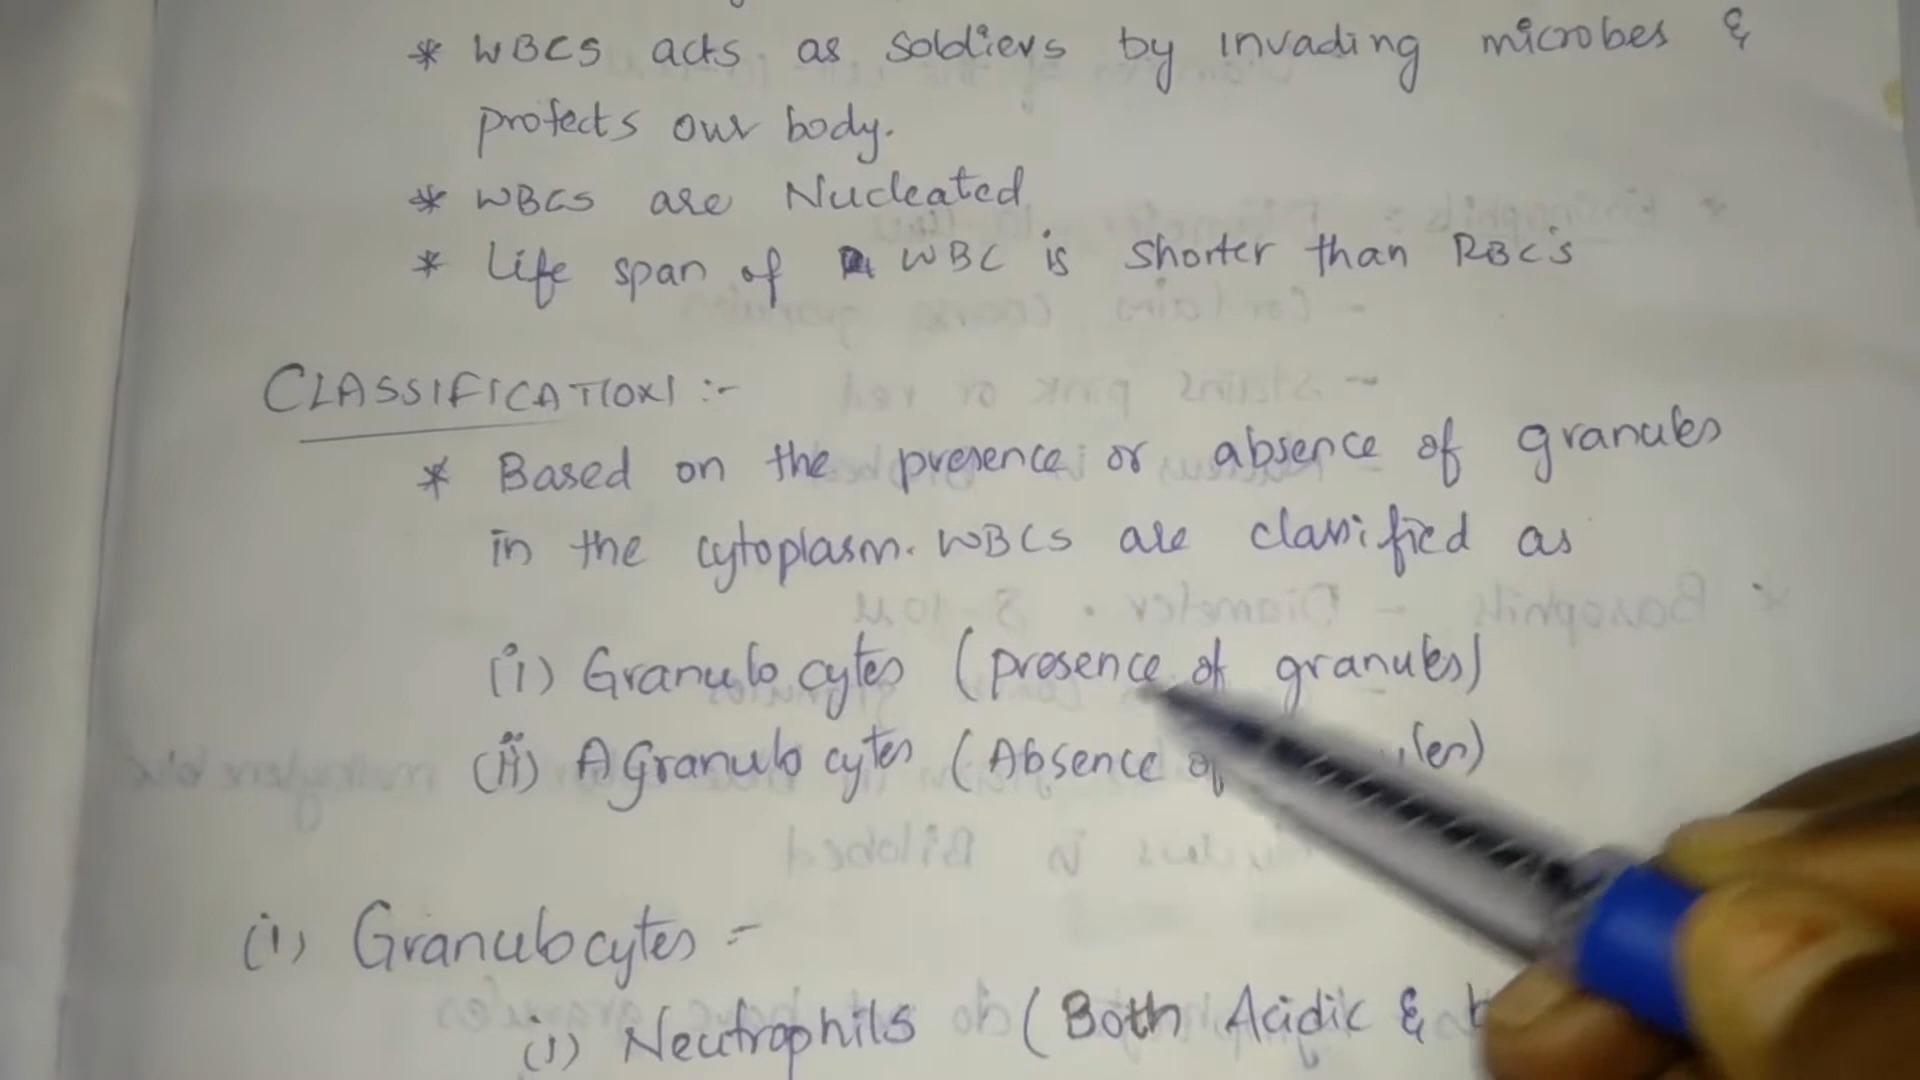 * WBCS acts as soldiers by invading microbes &
protects our body.
* WBCS are Nucleated
* Life span of WBC is shorter than RBC's
CLASSIFICATION :-
* Based on the presence or absence of granules
in the cytoplasm. WBCS are classified as
(i) Granulocytes (presence of granules)
(ii) AGranulocytes (Absence of
(i) Granulocytes :-
(i) Neutrophils (Both Acidic &